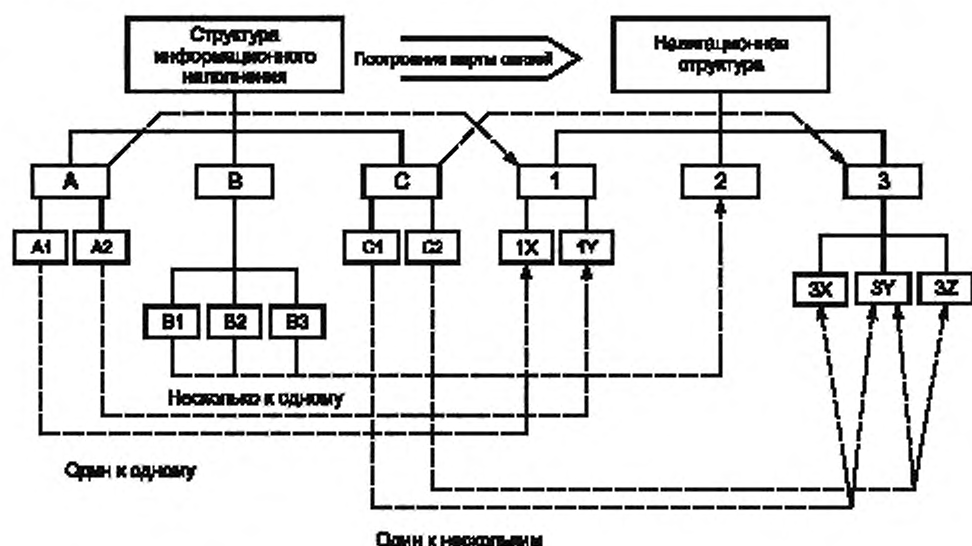 Структура
информационного
наполнения
Построение карты связей
Навигационная
структура
A
B
C
1
2
3
A1
A2
C1
C2
1X
1Y
3X
3Y
3Z
B1
B2
B3
Несколько к одному
Один к одному
Один к нескольким